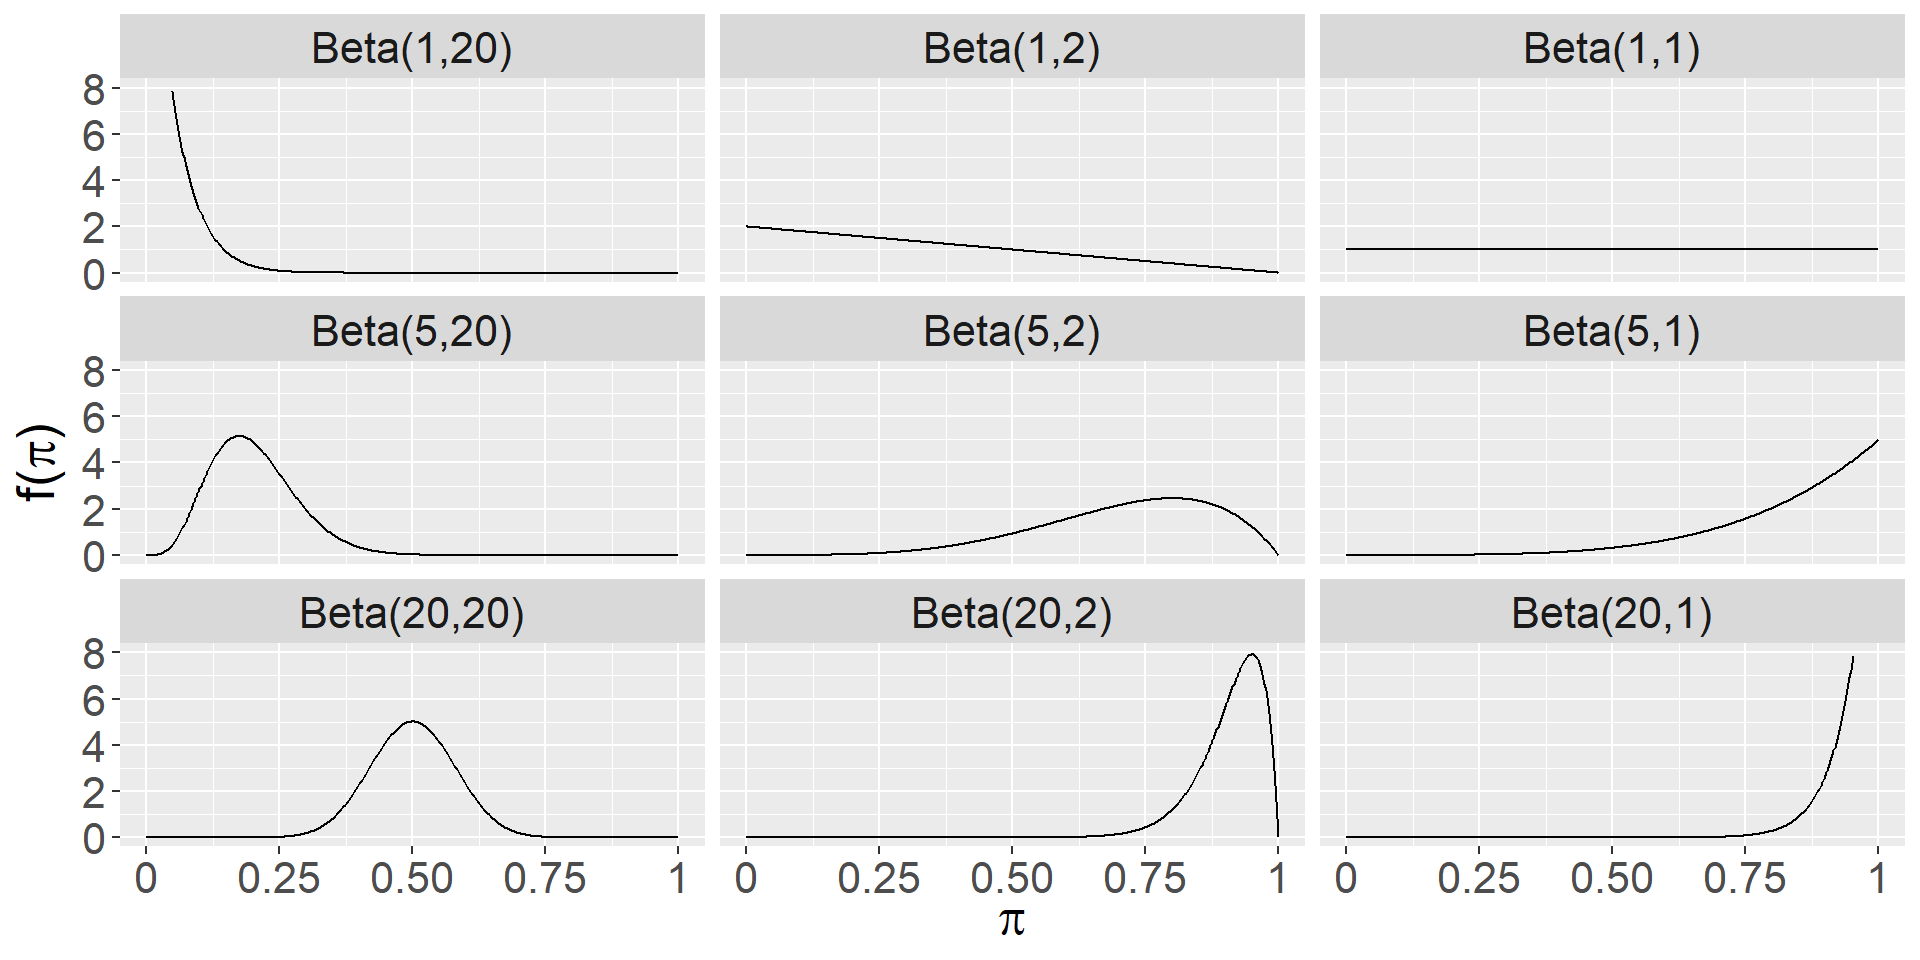 Beta(1,20) Beta(1,2) Beta(1,1)
8
6
4
2
0
Beta(5,20) Beta(5,2) Beta(5,1)
8
6
4
2
0
f(π)
Beta(20,20) Beta(20,2) Beta(20,1)
8
6
4
2
0
0 0.25 0.50 0.75 1 0 0.25 0.50 0.75 1 0 0.25 0.50 0.75 1
π